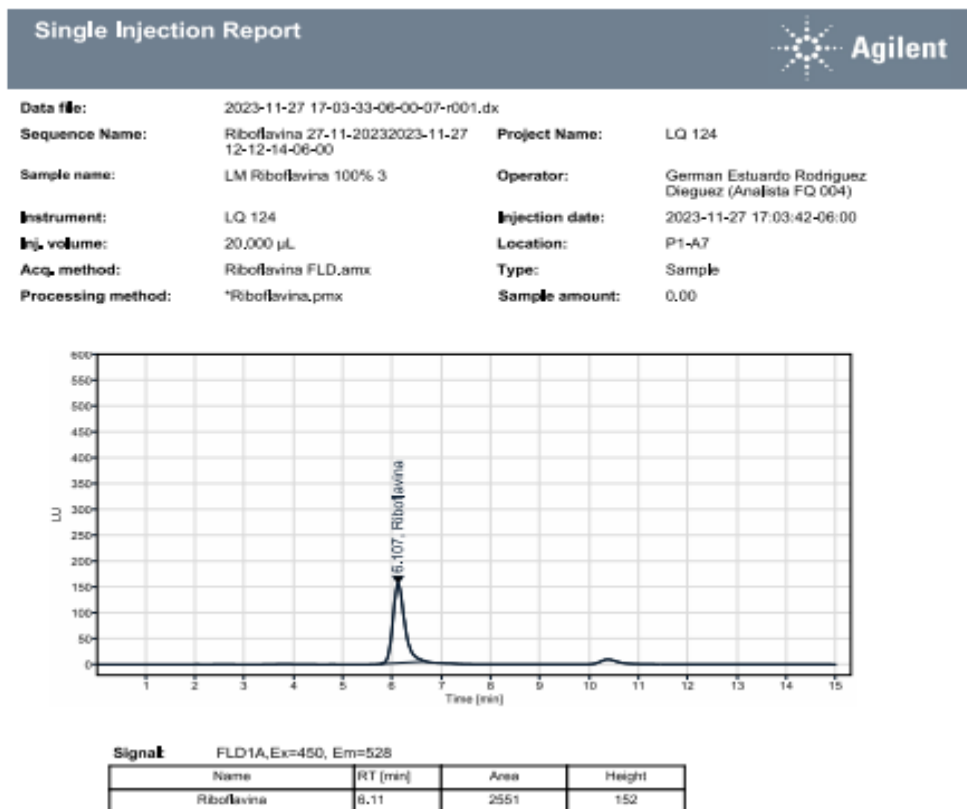 Single Injection Report
Agilent
Data file: 2023-11-27 17-03-33-06-00-07-r001.dx
Sequence Name: Riboflavina 27-11-20232023-11-27 Project Name: LQ 124
12-12-14-06-00
Sample name: LM Riboflavina 100% 3 Operator: German Estuardo Rodriguez
Dieguez (Analista FQ 004)
Instrument: LQ 124 Injection date: 2023-11-27 17:03:42-06:00
Inj. volume: 20.000 µL Location: P1-A7
Acq. method: Riboflavina FLD.amx Type: Sample
Processing method: *Riboflavina.pmx Sample amount: 0.00
600
550
500
450
400
350
300
250
200
150
100
50
0
LU
6.107, Riboflavina
1 2 3 4 5 6 7 8 9 10 11 12 13 14 15
Time [min]
Signal: FLD1A,Ex=450, Em=528
Name RT [min] Area Height
Riboflavina 6.11 2551 152